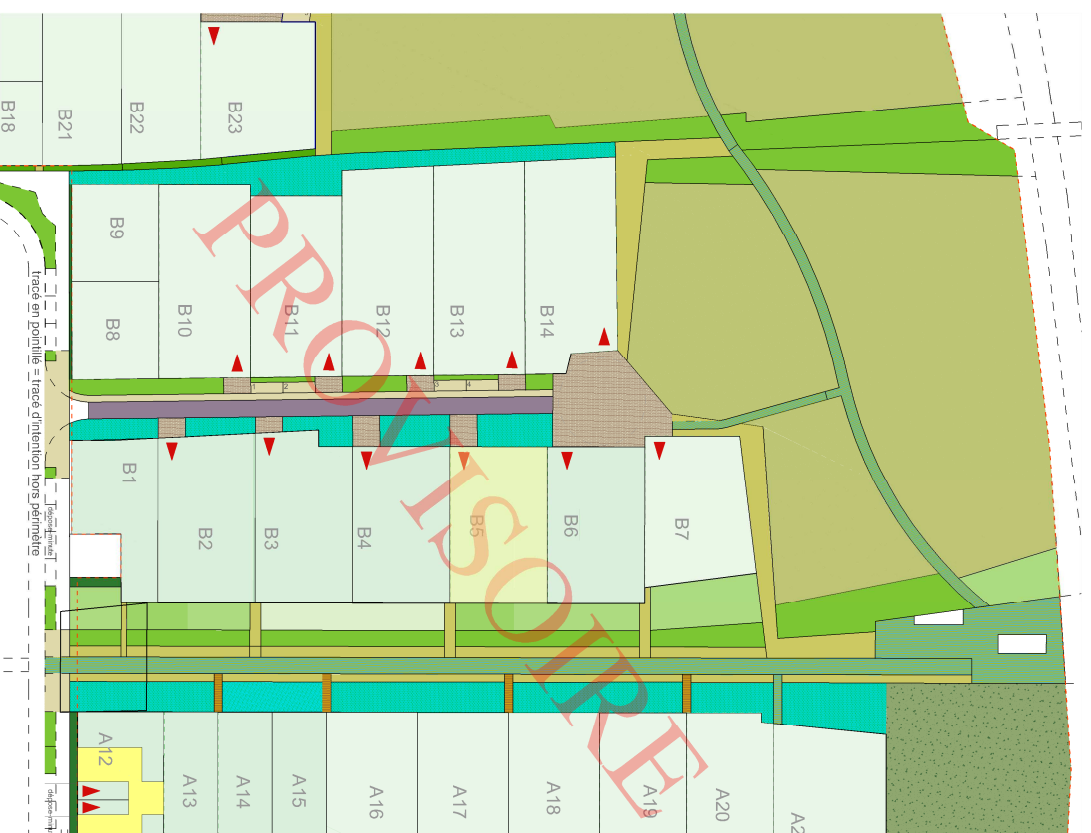 B18
B21
B22
B23
B9
B8
B10
B11
B12
B13
B14
1
2
3
4
tracé en pointillé = tracé d'intention hors périmètre
dépose-minute
B1
B2
B3
B4
B5
B6
B7
PROVISOIRE
A12
A13
A14
A15
A16
A17
A18
A19
A20